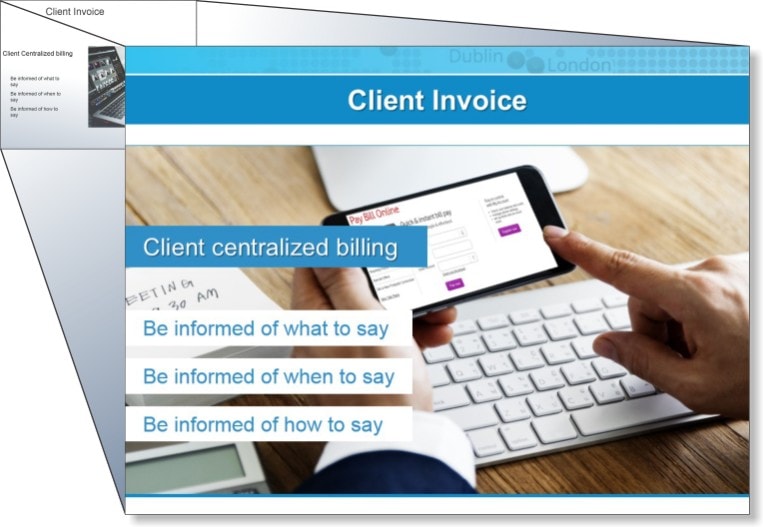 Client Invoice
Client Centralized billing
Be informed of what to
say
Be informed of when to
say
Be informed of how to
say
Dublin
London
Client Invoice
Pay Bill Online
Quick & instant bill pay
Client centralized billing
EETING
30 AM
Be informed of what to say
Be informed of when to say
Be informed of how to say